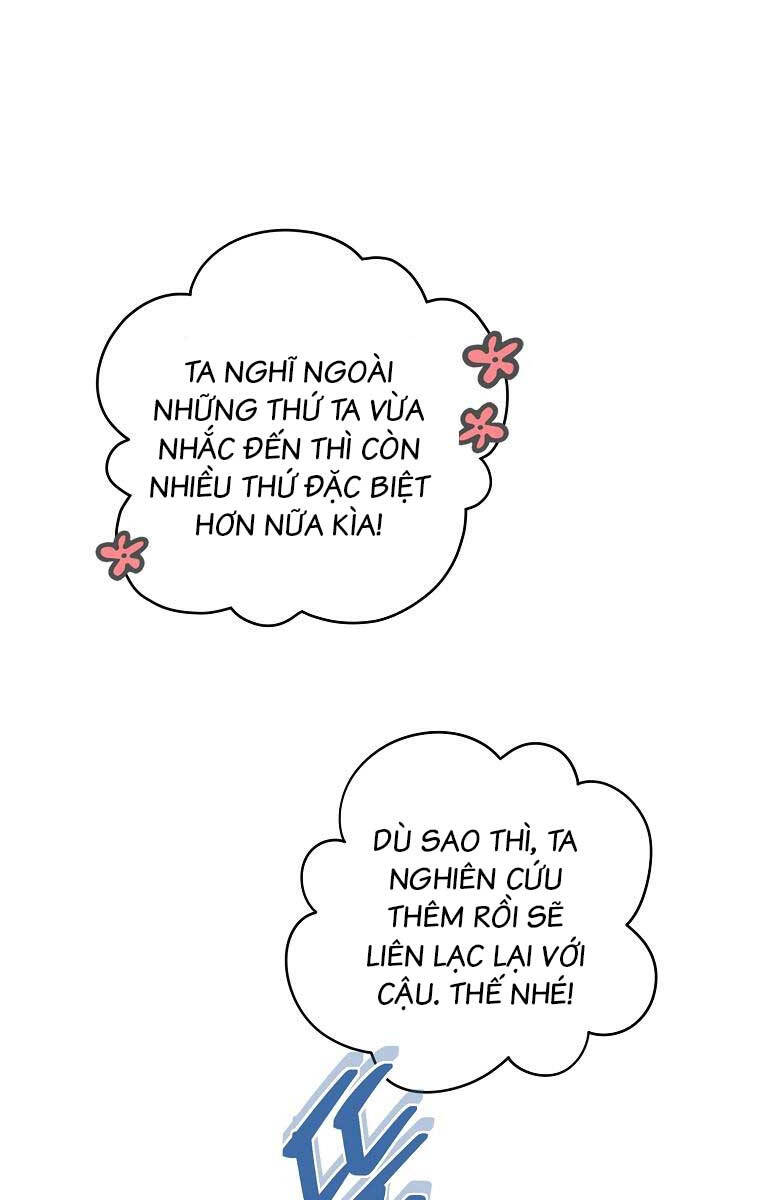 TA NGHĨ NGOÀI
NHỮNG THỨ TA VỪA
NHẮC ĐẾN THÌ CÒN
NHIỀU THỨ ĐẶC BIỆT
HƠN NỮA KÌA!
DÙ SAO THÌ, TA
NGHIÊN CỨU
THÊM RỒI SẼ
LIÊN LẠC LẠI VỚI
CẬU. THẾ NHÉ!